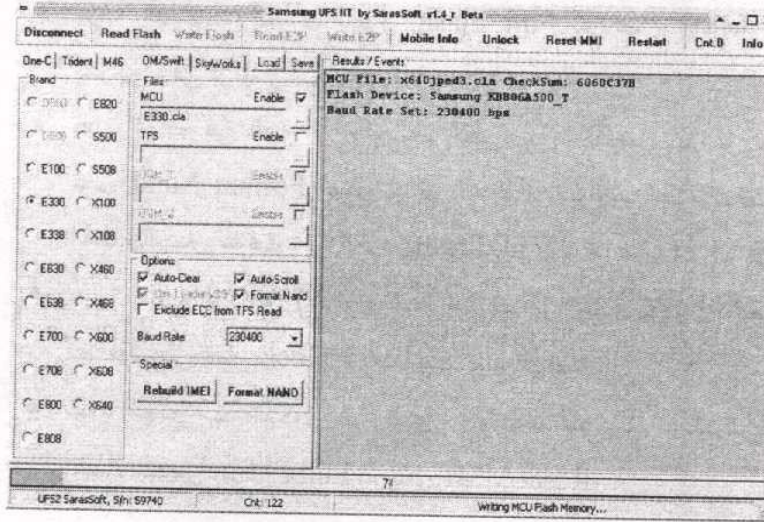 Samsung UFS HT by SarasSoft v1.4_r Beta
Disconnect Read Flash Write Flash Read E2P Write E2P Mobile Info Unlock Reset MMI Restart Cnt.0 Info
One-C Trident M46 OM/Swift SkyWorks Load Save
Brand
E820
S500
E100 S508
E330 X100
E338 X108
E630 X460
E638 X468
E700 X600
E708 X608
E800 X640
E808
Files
MCU Enable
E330.cla
TFS Enable
Enable
Enable
Options
Auto-Clear Auto-Scroll
Format Nand
Exclude ECC from TFS Read
Baud Rate 230400
Special
Rebuild IMEI Format NAND
Results / Events
MCU File: x640jped3.cla CheckSum: 6060C37B
Flash Device: Samsung KBB06A500_T
Baud Rate Set: 230400 bps
UFS2 SarasSoft, S/n: 59740 Cnt: 122 Writing MCU Flash Memory...